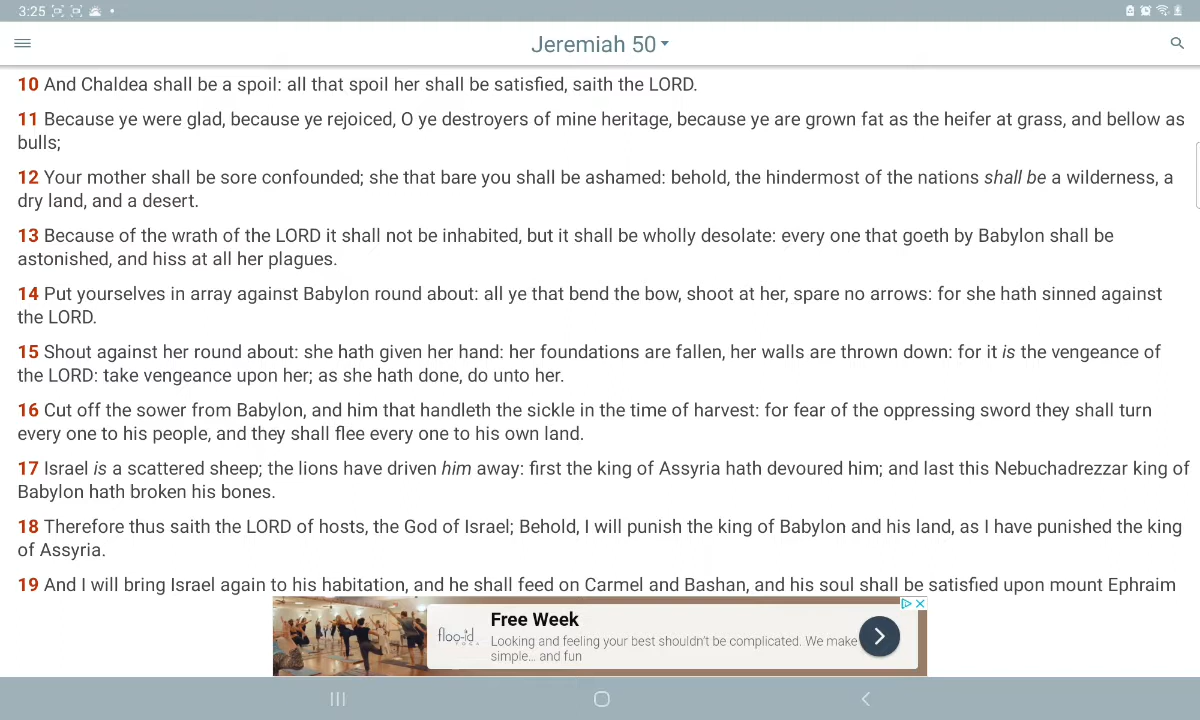 3:25
Jeremiah 50
10 And Chaldea shall be a spoil: all that spoil her shall be satisfied, saith the LORD.
11 Because ye were glad, because ye rejoiced, O ye destroyers of mine heritage, because ye are grown fat as the heifer at grass, and bellow as
bulls;
12 Your mother shall be sore confounded; she that bare you shall be ashamed: behold, the hindermost of the nations shall be a wilderness, a
dry land, and a desert.
13 Because of the wrath of the LORD it shall not be inhabited, but it shall be wholly desolate: every one that goeth by Babylon shall be
astonished, and hiss at all her plagues.
14 Put yourselves in array against Babylon round about: all ye that bend the bow, shoot at her, spare no arrows: for she hath sinned against
the LORD.
15 Shout against her round about: she hath given her hand: her foundations are fallen, her walls are thrown down: for it is the vengeance of
the LORD: take vengeance upon her; as she hath done, do unto her.
16 Cut off the sower from Babylon, and him that handleth the sickle in the time of harvest: for fear of the oppressing sword they shall turn
every one to his people, and they shall flee every one to his own land.
17 Israel is a scattered sheep; the lions have driven him away: first the king of Assyria hath devoured him; and last this Nebuchadrezzar king of
Babylon hath broken his bones.
18 Therefore thus saith the LORD of hosts, the God of Israel; Behold, I will punish the king of Babylon and his land, as I have punished the king
of Assyria.
19 And I will bring Israel again to his habitation, and he shall feed on Carmel and Bashan, and his soul shall be satisfied upon mount Ephraim
Free Week
Looking and feeling your best shouldn't be complicated. We make
simple... and fun